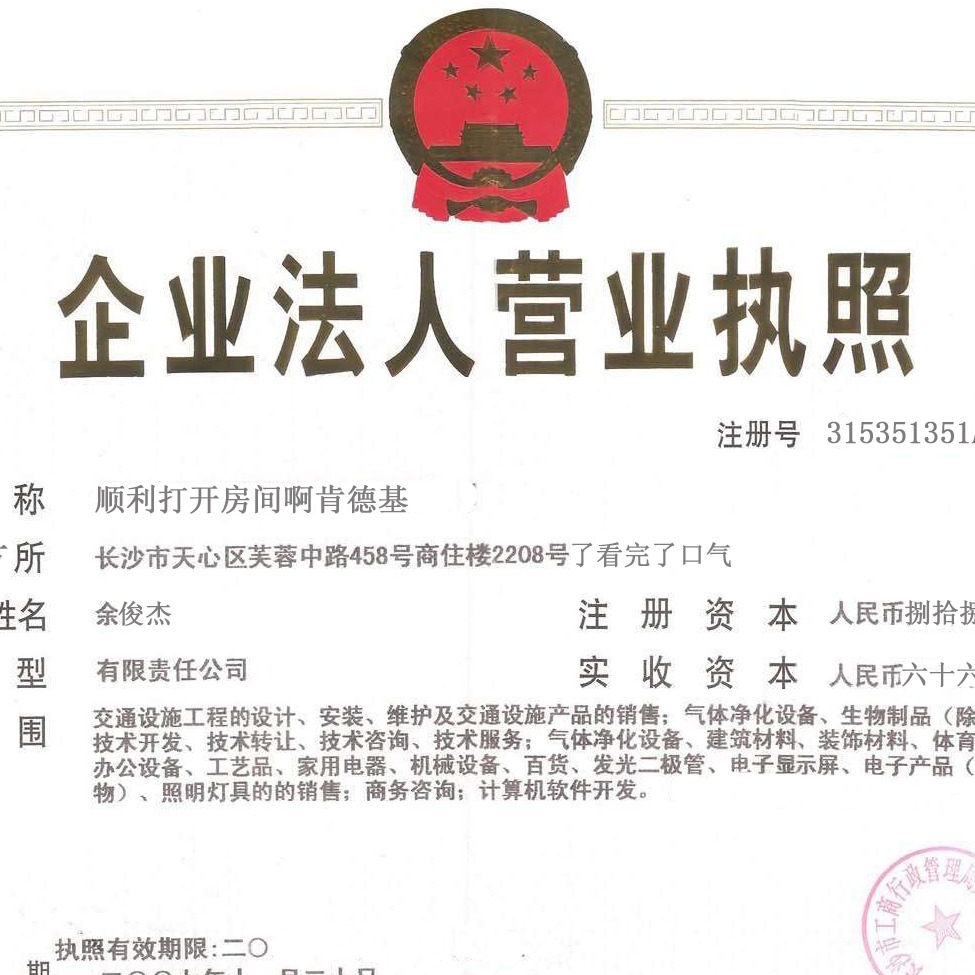 企业法人营业执照
注册号 315351351
称 顺利打开房间啊肯德基
所 长沙市天心区芙蓉中路458号商住楼2208号了看完了口气
姓名 余俊杰 注册资本 人民币捌拾捌
型 有限责任公司 实收资本 人民币六十六
围 交通设施工程的设计、安装、维护及交通设施产品的销售；气体净化设备、生物制品（除
技术开发、技术转让、技术咨询、技术服务；气体净化设备、建筑材料、装饰材料、体育
办公设备、工艺品、家用电器、机械设备、百货、发光二极管、电子显示屏、电子产品（
物）、照明灯具的的销售；商务咨询；计算机软件开发。
市工商行政管理局
执照有效期限:二〇
期